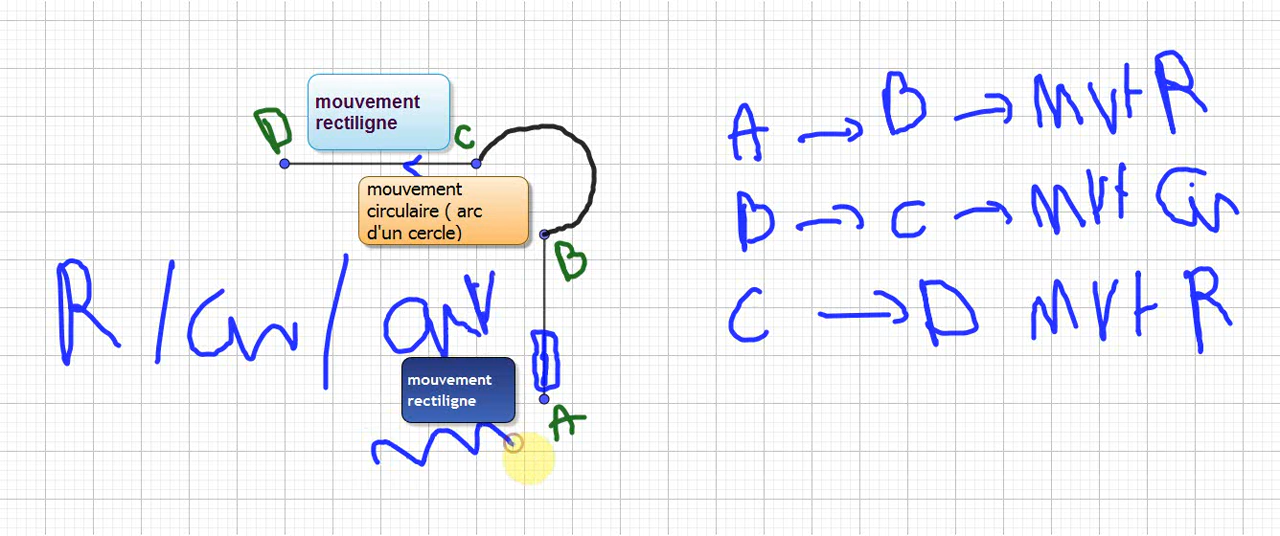 D
mouvement
rectiligne
C
mouvement
circulaire ( arc
d'un cercle)
B
R / Cir /
mouvement
rectiligne
A
A → B → Mvt R
B → C → Mvt Cir
C → D Mvt R